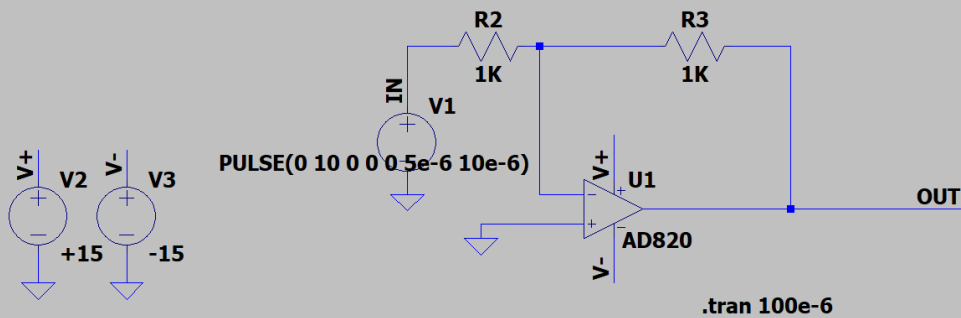 R2
R3
1K
1K
IN
V1
PULSE(0 10 0 0 0 5e-6 10e-6)
V+
V2
+15
V-
V3
-15
V+
U1
AD820
V-
OUT
.tran 100e-6